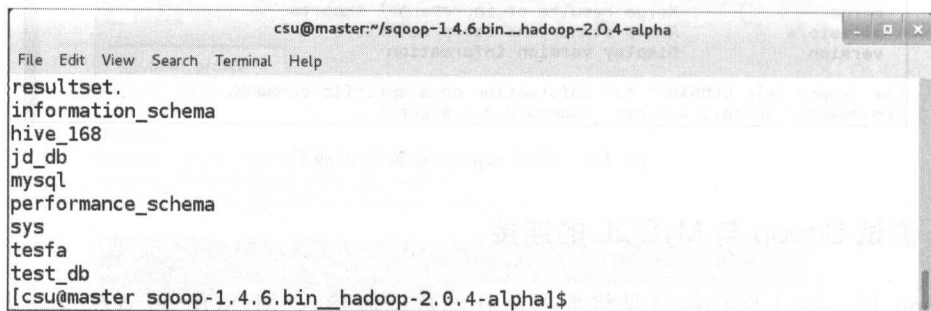 csu@master:~/sqoop-1.4.6.bin__hadoop-2.0.4-alpha
File Edit View Search Terminal Help
resultset.
information_schema
hive_168
jd_db
mysql
performance_schema
sys
tesfa
test_db
[csu@master sqoop-1.4.6.bin__hadoop-2.0.4-alpha]$